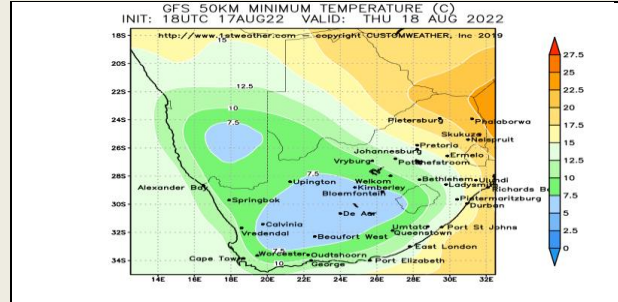 GFS 50KM MINIMUM TEMPERATURE (C)
INIT: 18UTC 17AUG22 VALID: THU 18 AUG 2022
http://www.1stweather.com — copyright CUSTOMWEATHER, Inc 2019
18S
15
20S
22S
12.5
24S
10
Pietersburg
Phalaborwa
7.5
Skukuza
Nelspruit
26S
Pretoria
Johannesburg
Ermelo
Vryburg
Potchefstroom
28S
7.5
Upington
Welkom
Bethlehem
Ulundi
Alexander Bay
Kimberley
Ladysmith
Bloemfontein
Richards Ba
30S
Springbok
Pietermaritzburg
De Aar
Durban
Calvinia
Umtata
Port St Johns
32S
Vredendal
Beaufort West
Queenstown
East London
7.5
Worcester
Oudtshoorn
34S
Cape Town
10
George
Port Elizabeth
14E 16E 18E 20E 22E 24E 26E 28E 30E 32E
27.5
25
22.5
20
17.5
15
12.5
10
7.5
5
2.5
0